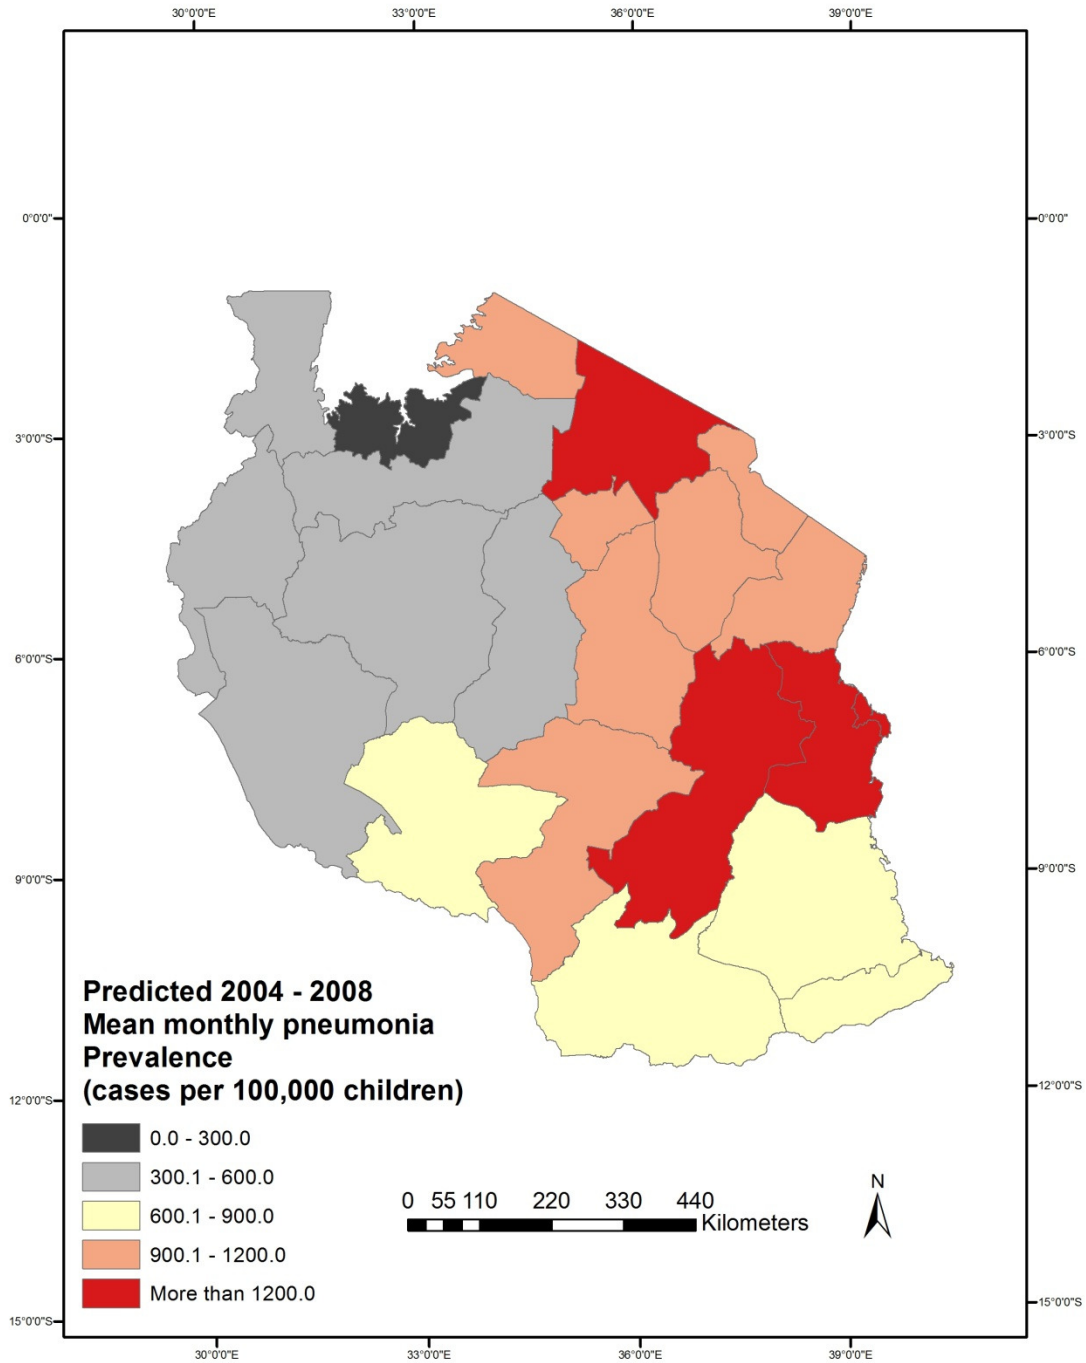 30°0'0"E 33°0'0"E 36°0'0"E 39°0'0"E
0°0'0" 0°0'0"
3°0'0"S 3°0'0"S
6°0'0"S 6°0'0"S
9°0'0"S 9°0'0"S
12°0'0"S 12°0'0"S
15°0'0"S 15°0'0"S
Predicted 2004 - 2008
Mean monthly pneumonia
Prevalence
(cases per 100,000 children)
0.0 - 300.0
300.1 - 600.0
600.1 - 900.0
900.1 - 1200.0
More than 1200.0
0 55 110 220 330 440
Kilometers
N
30°0'0"E 33°0'0"E 36°0'0"E 39°0'0"E